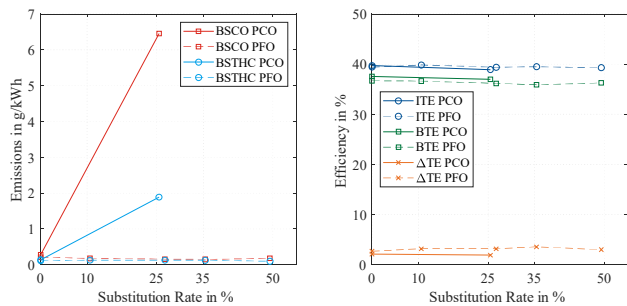 7
6
5
4
3
2
1
0
Emissions in g/kWh
BSCO PCO
BSCO PFO
BSTHC PCO
BSTHC PFO
0 10 25 35 50
Substitution Rate in %
50
40
30
20
10
0
Efficiency in %
ITE PCO
ITE PFO
BTE PCO
BTE PFO
ΔTE PCO
ΔTE PFO
0 10 25 35 50
Substitution Rate in %